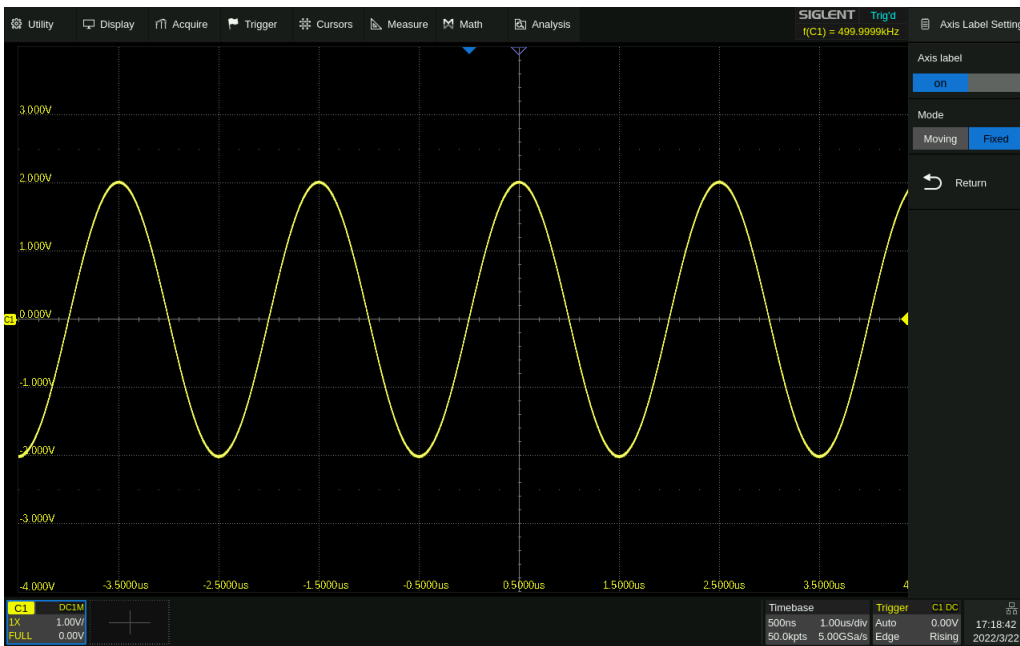 Utility Display Acquire Trigger Cursors Measure Math Analysis
SIGLENT Trig'd
f(C1) = 499.9999kHz
Axis Label Setting
Axis label
on
Mode
Moving Fixed
Return
3.000V
2.000V
1.000V
C1 0.000V
-1.000V
-2.000V
-3.000V
-4.000V -3.5000us -2.5000us -1.5000us -0.5000us 0.5000us 1.5000us 2.5000us 3.5000us 4
C1 DC1M
1X 1.00V/
FULL 0.00V
Timebase
500ns 1.00us/div
50.0kpts 5.00GSa/s
Trigger C1 DC
Auto 0.00V
Edge Rising
17:18:42
2022/3/22